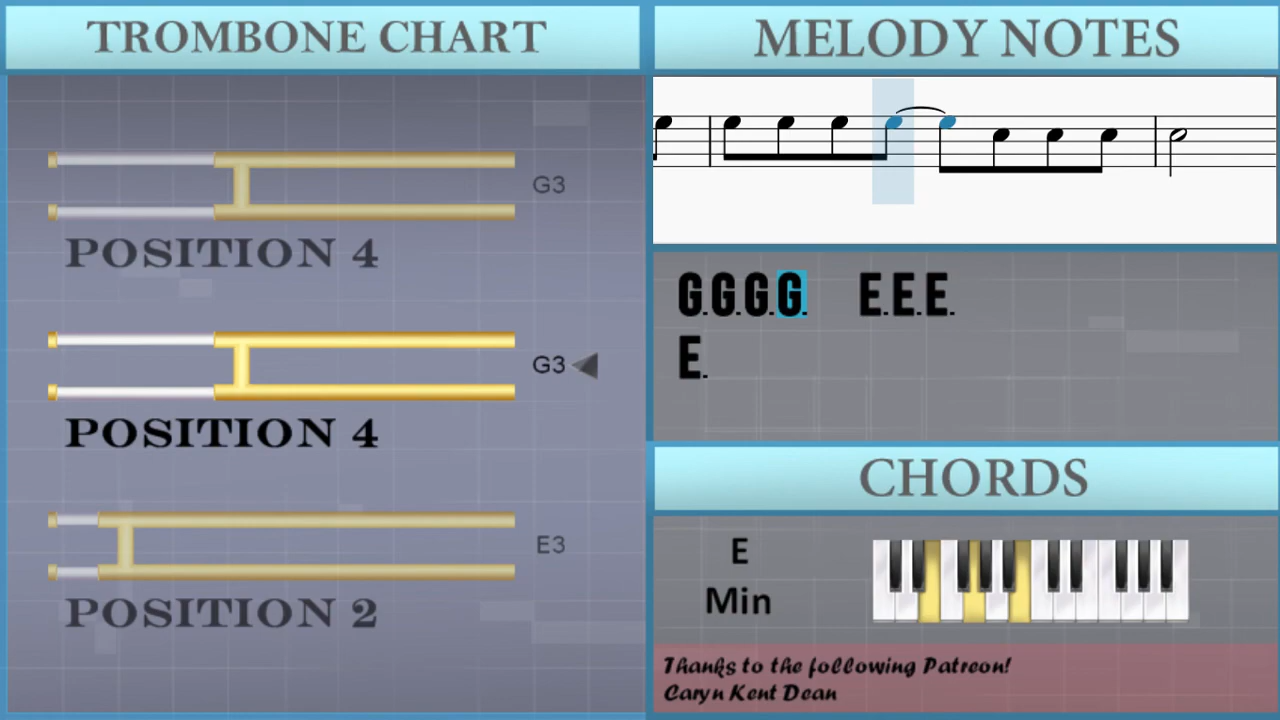 TROMBONE CHART
G3
POSITION 4
G3
POSITION 4
E3
POSITION 2
MELODY NOTES
G.G.G.G. E.E.E.
E.
CHORDS
E
Min
Thanks to the following Patreon!
Caryn Kent Dean